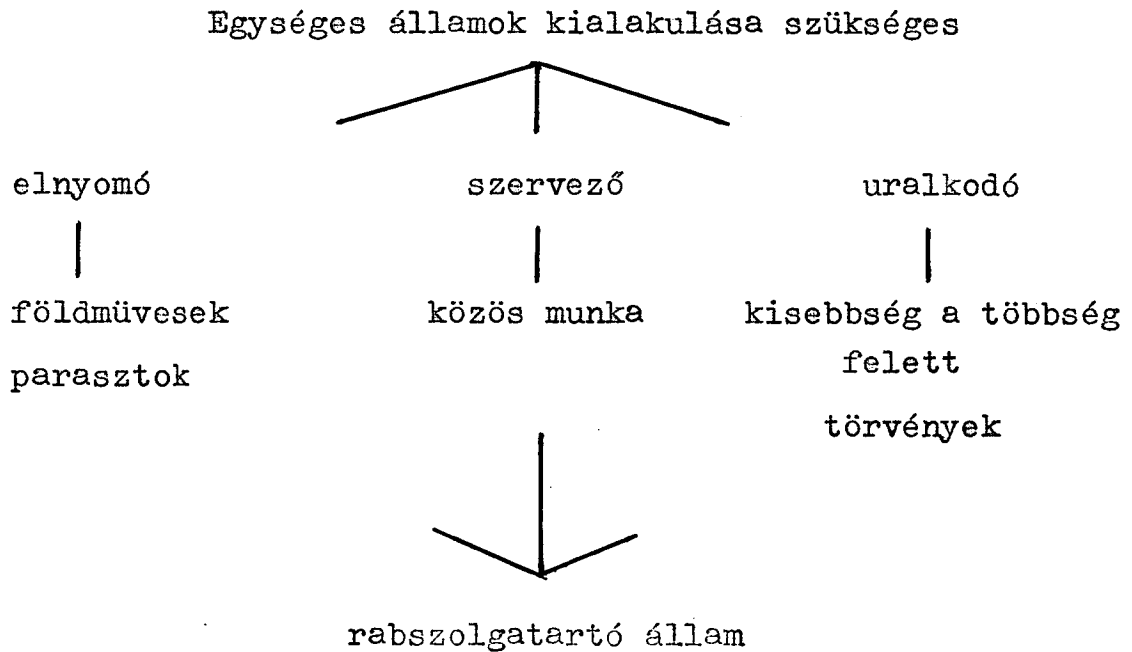 Egységes államok kialakulása szükséges
elnyomó
szervező
uralkodó
földmüvesek
közös munka
kisebbség a többség
parasztok
felett
törvények
rabszolgatartó állam